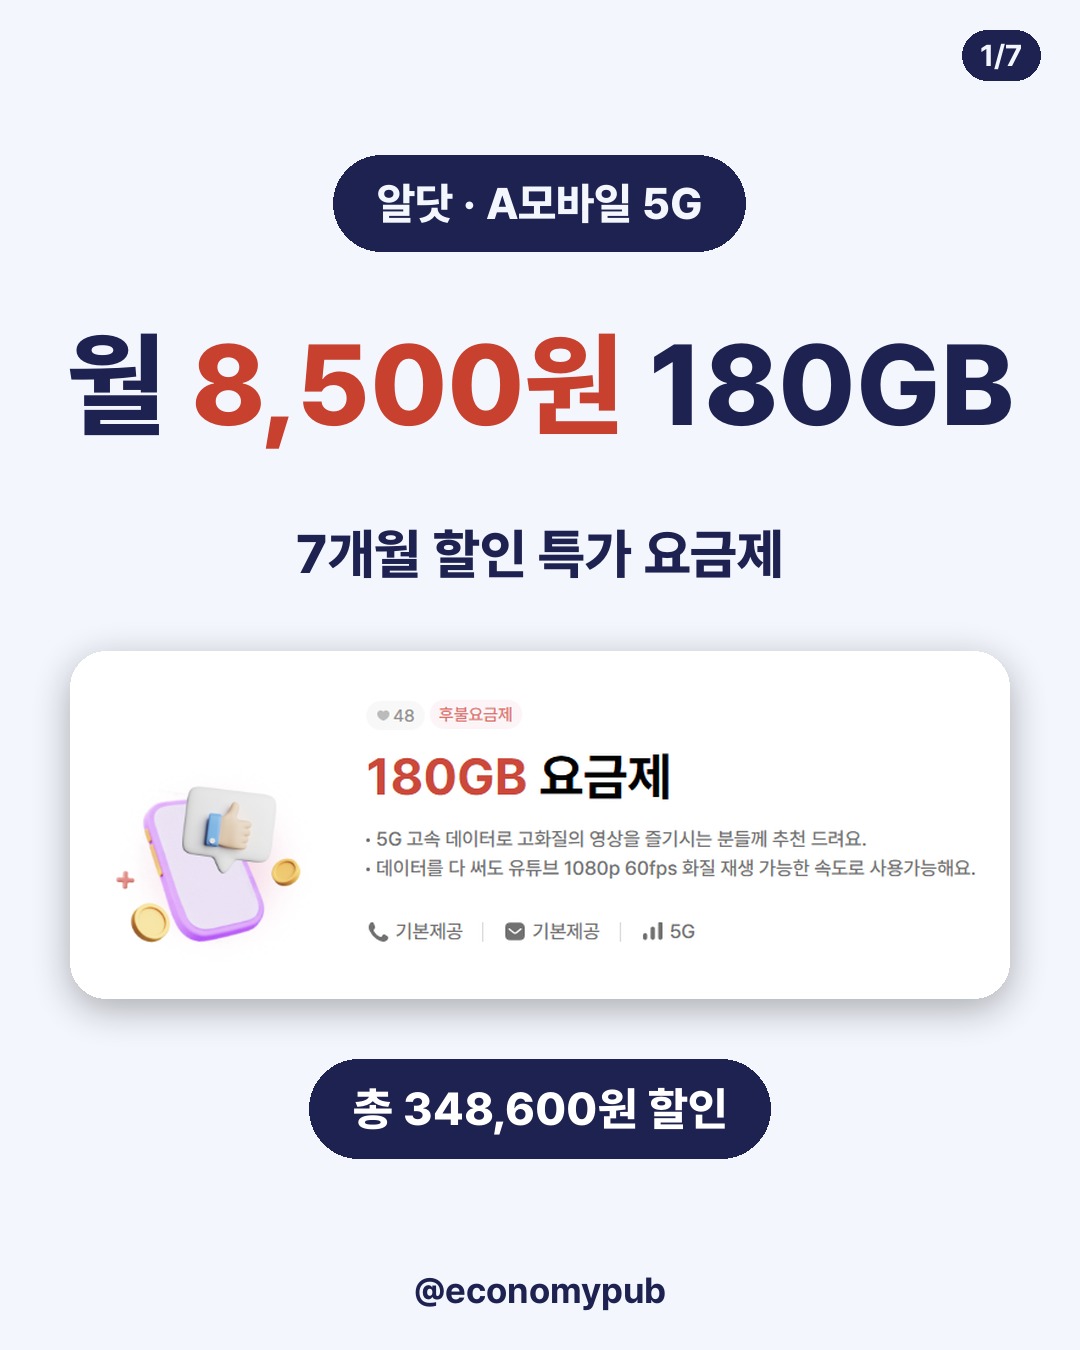 1/7
알닷 · A모바일 5G
월 8,500원 180GB
7개월 할인 특가 요금제
48 후불요금제
180GB 요금제
· 5G 고속 데이터로 고화질의 영상을 즐기시는 분들께 추천 드려요.
· 데이터를 다 써도 유튜브 1080p 60fps 화질 재생 가능한 속도로 사용가능해요.
기본제공 | 기본제공 | 5G
총 348,600원 할인
@economypub